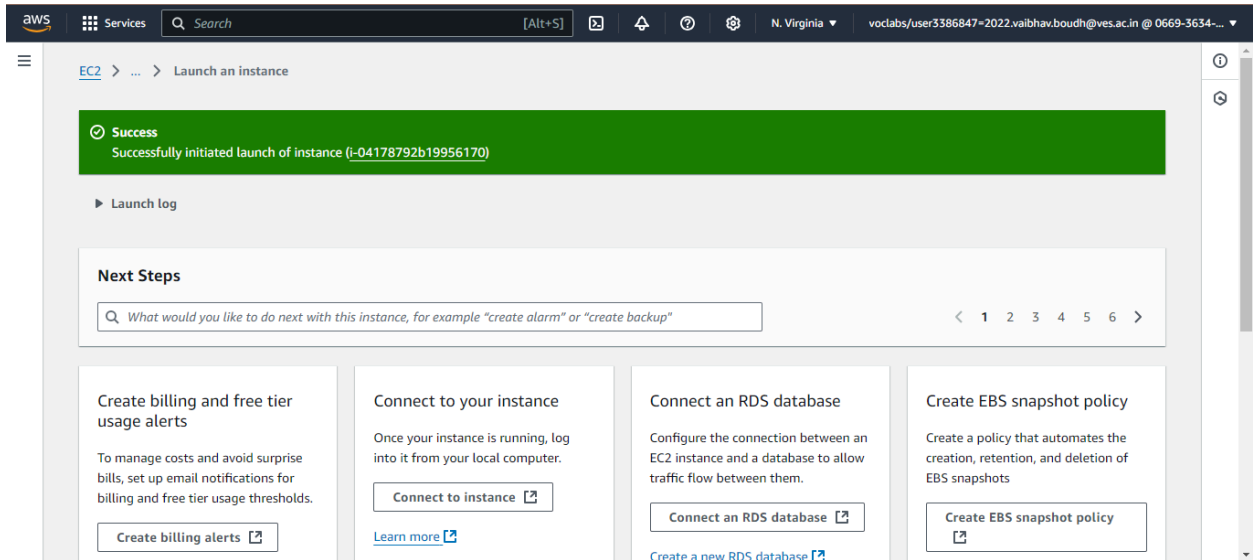 aws Services Search [Alt+S] N. Virginia ▼ voclabs/user3386847=2022.vaibhav.boudh@ves.ac.in @ 0669-3634-... ▼
EC2 > ... > Launch an instance
Success
Successfully initiated launch of instance (i-04178792b19956170)
Launch log
Next Steps
What would you like to do next with this instance, for example “create alarm” or “create backup"
< 1 2 3 4 5 6 >
Create billing and free tier
usage alerts
To manage costs and avoid surprise
bills, set up email notifications for
billing and free tier usage thresholds.
Create billing alerts
Connect to your instance
Once your instance is running, log
into it from your local computer.
Connect to instance
Learn more
Connect an RDS database
Configure the connection between an
EC2 instance and a database to allow
traffic flow between them.
Connect an RDS database
Create a new RDS database
Create EBS snapshot policy
Create a policy that automates the
creation, retention, and deletion of
EBS snapshots
Create EBS snapshot policy